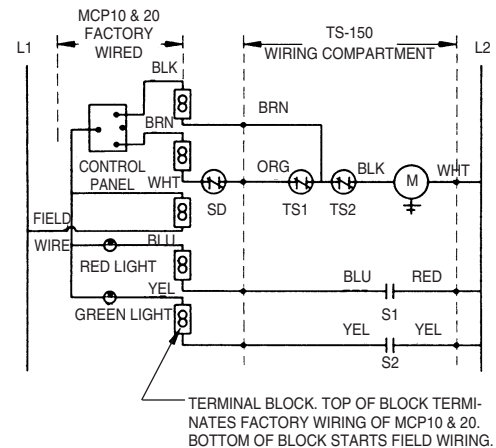 MCP10 & 20
FACTORY
WIRED
TS-150
WIRING COMPARTMENT
L1
L2
BLK
BRN
BRN
CONTROL
PANEL
WHT
ORG
BLK
M
WHT
SD
TS1
TS2
FIELD
WIRE
BLU
RED LIGHT
BLU
RED
YEL
S1
GREEN LIGHT
YEL
YEL
S2
TERMINAL BLOCK. TOP OF BLOCK TERMI-
NATES FACTORY WIRING OF MCP10 & 20.
BOTTOM OF BLOCK STARTS FIELD WIRING.